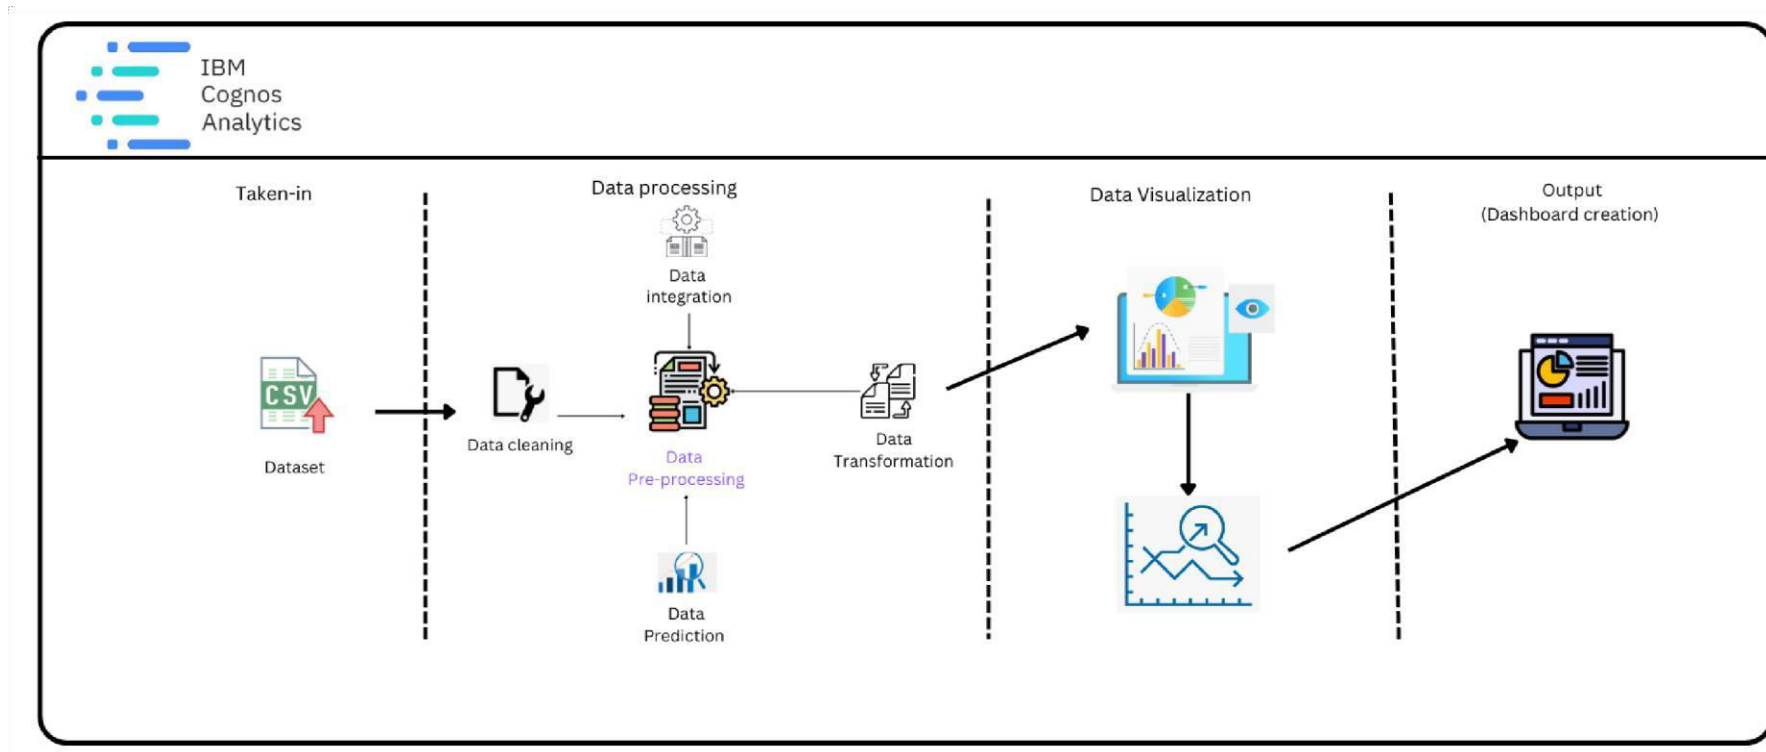 IBM
Cognos
Analytics
Taken-in
Data processing
Data Visualization
Output
(Dashboard creation)
Data
integration
CSV
Dataset
Data cleaning
Data
Pre-processing
Data
Transformation
Data
Prediction